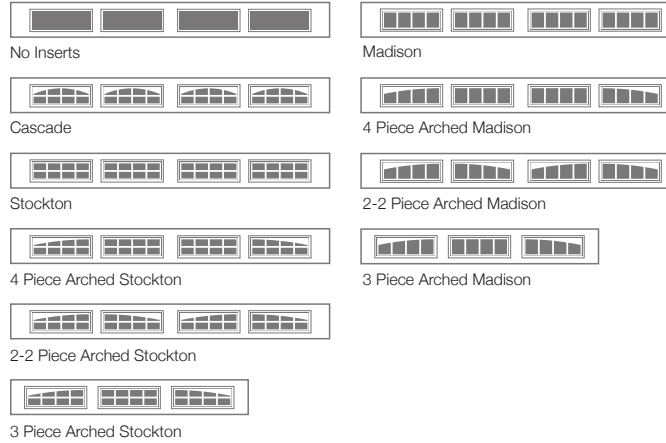 No Inserts
Cascade
Stockton
4 Piece Arched Stockton
2-2 Piece Arched Stockton
3 Piece Arched Stockton
Madison
4 Piece Arched Madison
2-2 Piece Arched Madison
3 Piece Arched Madison